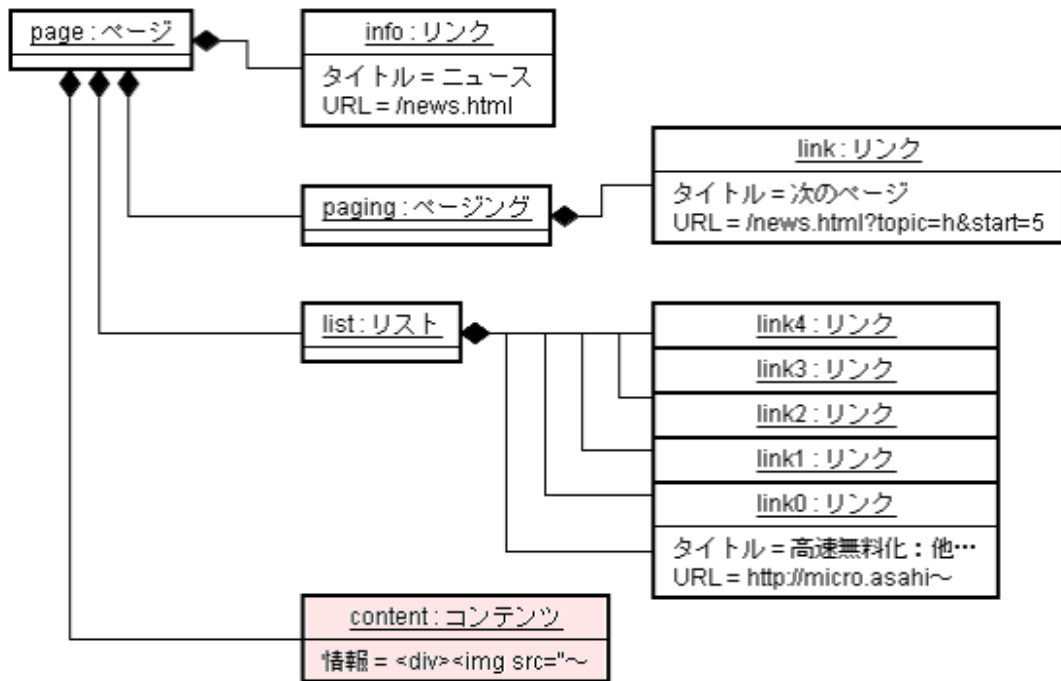 page : ページ
info : リンク
タイトル = ニュース
URL = /news.html
link : リンク
タイトル = 次のページ
URL = /news.html?topic=h&start=5
paging : ページング
list : リスト
link4 : リンク
link3 : リンク
link2 : リンク
link1 : リンク
link0 : リンク
タイトル = 高速無料化：他…
URL = http://micro.asahi～
content : コンテンツ
情報 = <div><img src="～